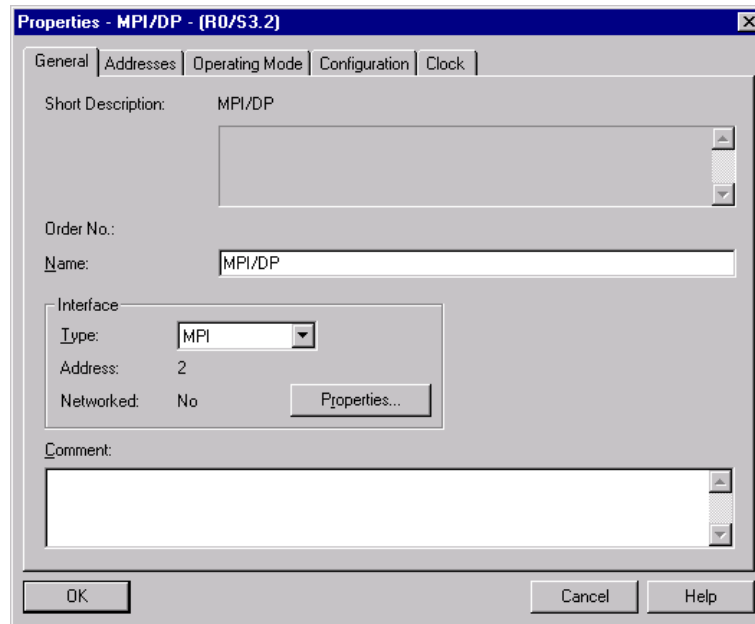 Properties - MPI/DP - (R0/S3.2)
General Addresses Operating Mode Configuration Clock
Short Description: MPI/DP
Order No.:
Name: MPI/DP
Interface
Type: MPI
Address: 2
Networked: No Properties...
Comment:
OK Cancel Help